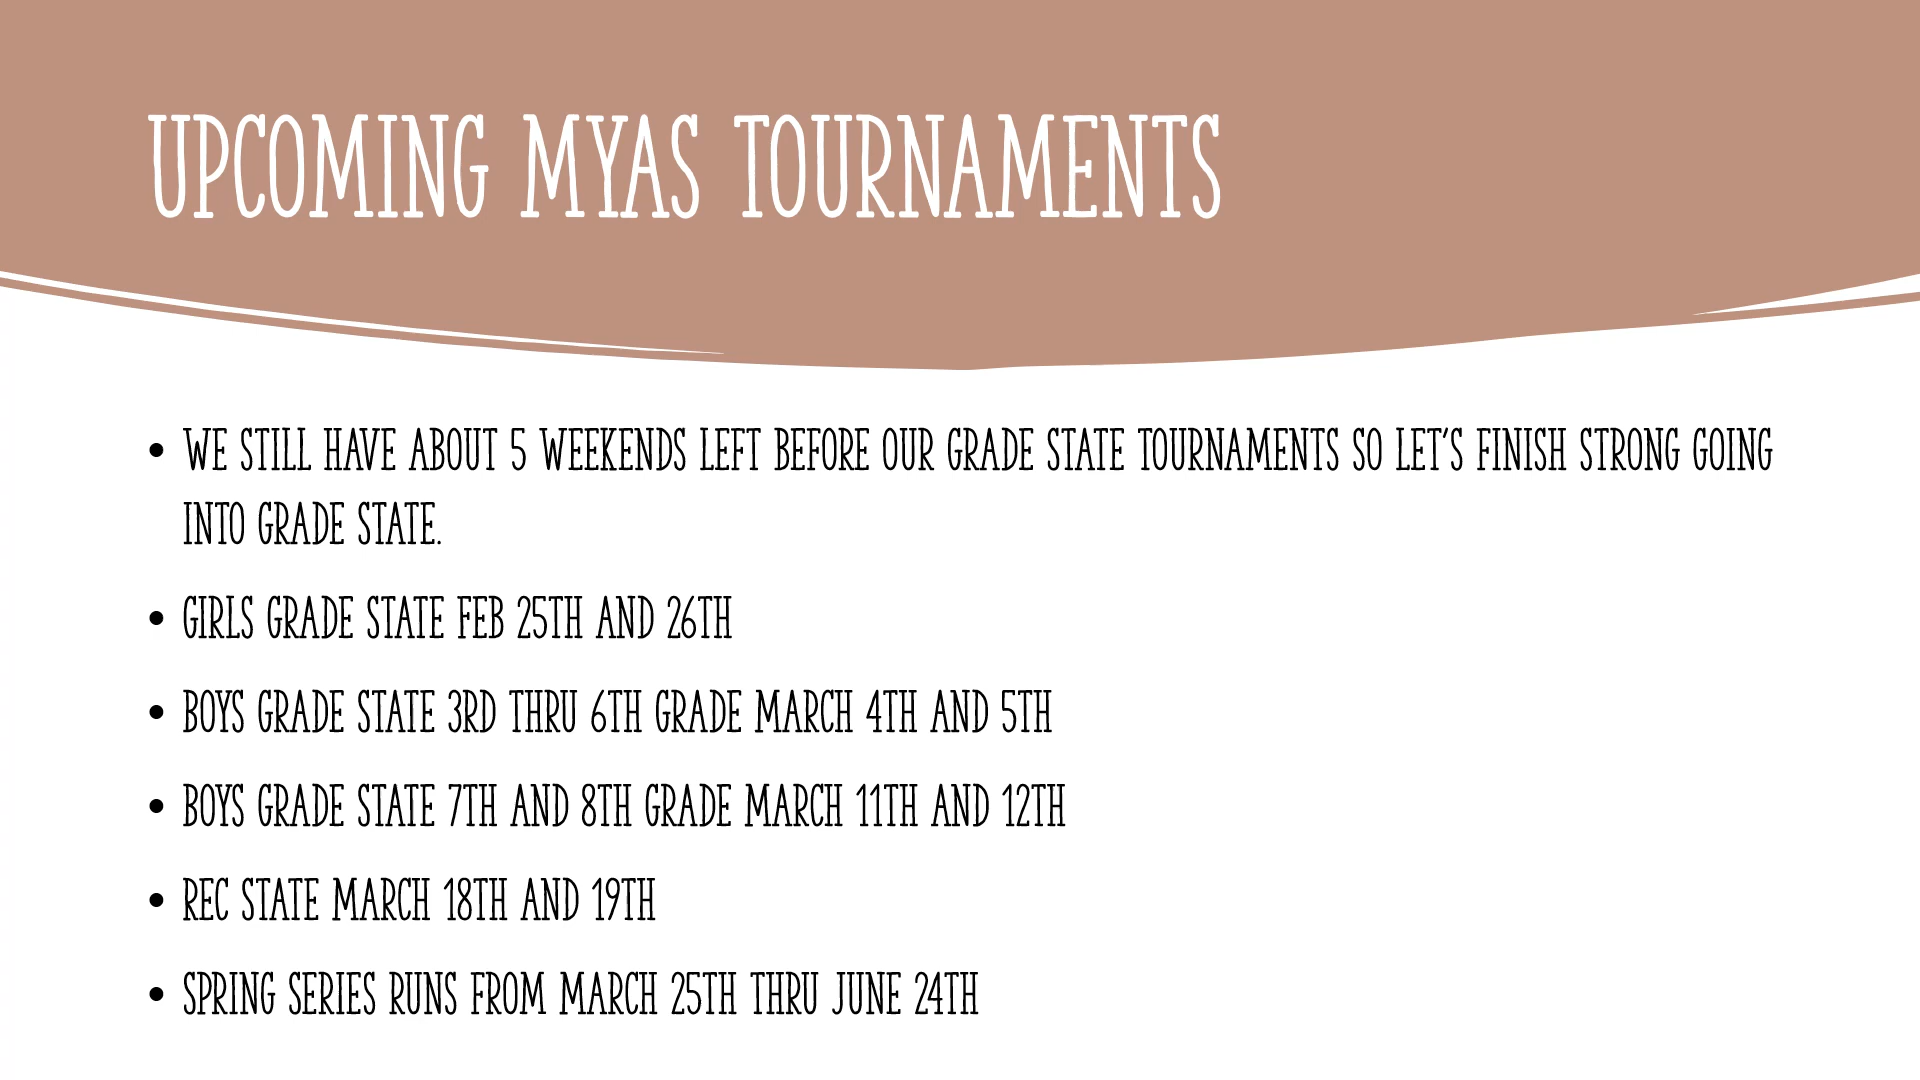 UPCOMING MYAS TOURNAMENTS
• WE STILL HAVE ABOUT 5 WEEKENDS LEFT BEFORE OUR GRADE STATE TOURNAMENTS SO LET'S FINISH STRONG GOING
INTO GRADE STATE.
• GIRLS GRADE STATE FEB 25TH AND 26TH
• BOYS GRADE STATE 3RD THRU 6TH GRADE MARCH 4TH AND 5TH
• BOYS GRADE STATE 7TH AND 8TH GRADE MARCH 11TH AND 12TH
• REC STATE MARCH 18TH AND 19TH
• SPRING SERIES RUNS FROM MARCH 25TH THRU JUNE 24TH